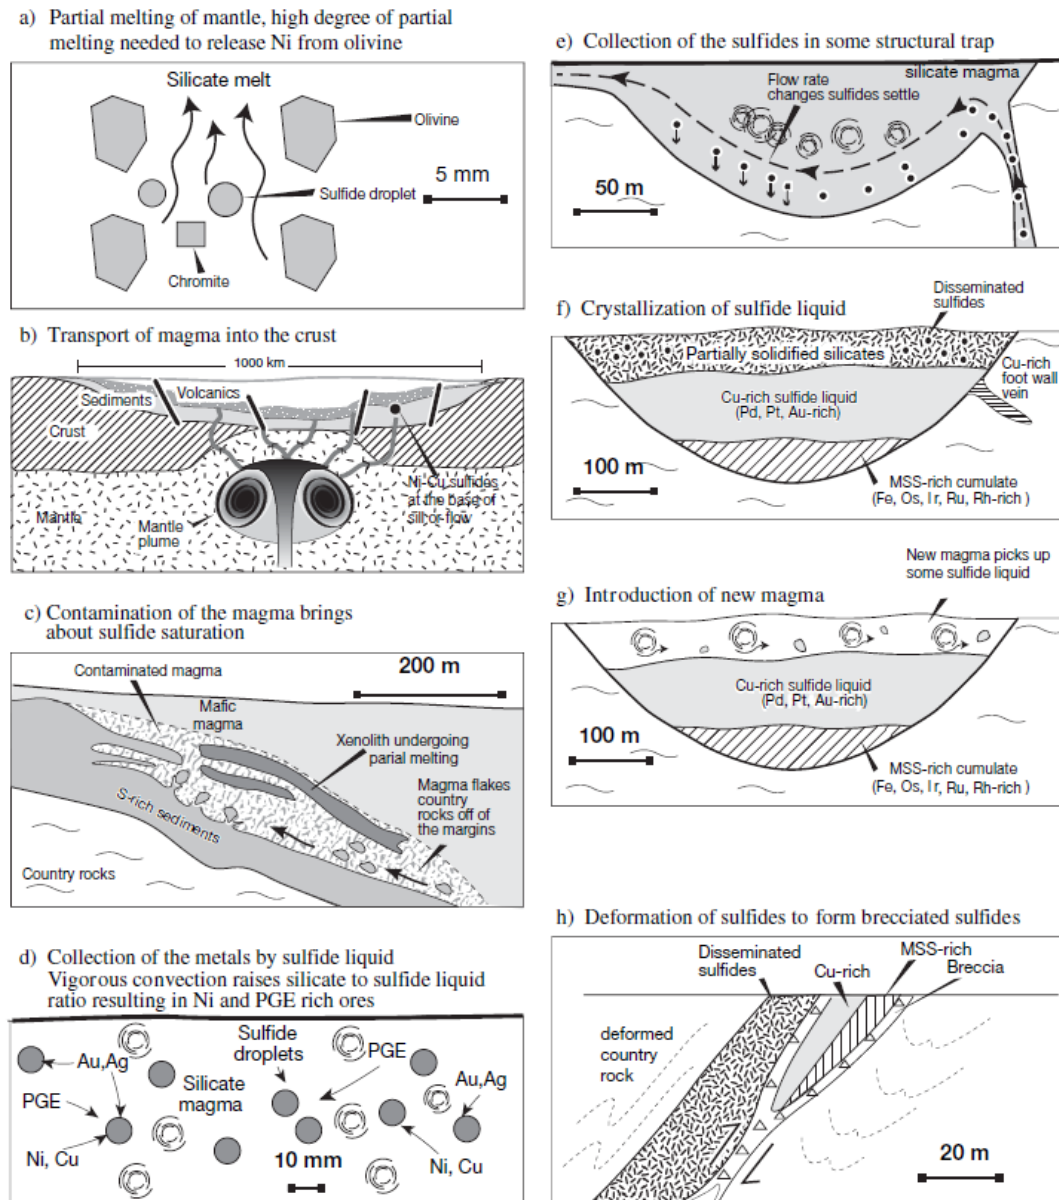 a) Partial melting of mantle, high degree of partial
melting needed to release Ni from olivine
Silicate melt
Olivine
5 mm
Sulfide droplet
Chromite
b) Transport of magma into the crust
1000 km
Sediments
Volcanics
Crust
Ni-Cu sulfides
at the base of
sill or flow
Mantle
Mantle
plume
c) Contamination of the magma brings
about sulfide saturation
Contaminated magma
200 m
Mafic
magma
Xenolith undergoing
parial melting
Magma flakes
country
rocks off of
the margins
S-rich sediments
Country rocks
d) Collection of the metals by sulfide liquid
Vigorous convection raises silicate to sulfide liquid
ratio resulting in Ni and PGE rich ores
Sulfide
droplets
PGE
Au,Ag
Silicate
magma
Au,Ag
PGE
Ni, Cu
10 mm
Ni, Cu
e) Collection of the sulfides in some structural trap
silicate magma
Flow rate
changes sulfides settle
50 m
f) Crystallization of sulfide liquid
Disseminated
sulfides
Partially solidified silicates
Cu-rich
foot wall
vein
Cu-rich sulfide liquid
(Pd, Pt, Au-rich)
100 m
MSS-rich cumulate
(Fe, Os, Ir, Ru, Rh-rich )
New magma picks up
some sulfide liquid
g) Introduction of new magma
Cu-rich sulfide liquid
(Pd, Pt, Au-rich)
100 m
MSS-rich cumulate
(Fe, Os, Ir, Ru, Rh-rich )
h) Deformation of sulfides to form brecciated sulfides
Disseminated
sulfides
MSS-rich
Cu-rich
Breccia
deformed
country
rock
20 m